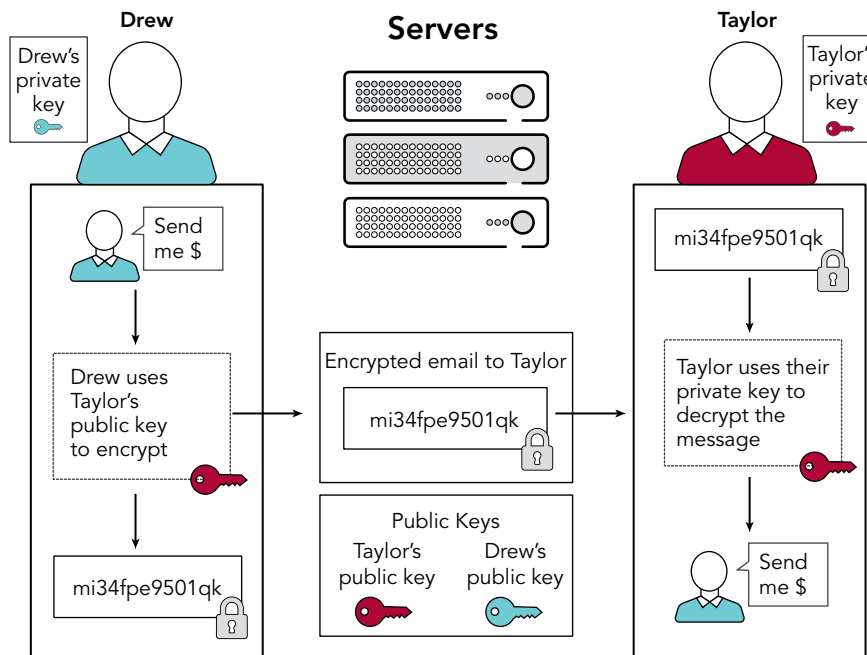 Drew
Drew's
private
key
Servers
Taylor
Taylor'
private
key
Send
me $
Drew uses
Taylor's
public key
to encrypt
mi34fpe9501qk
Encrypted email to Taylor
mi34fpe9501qk
Public Keys
Taylor's
public key
Drew's
public key
mi34fpe9501qk
Taylor uses their
private key to
decrypt the
message
Send
me $